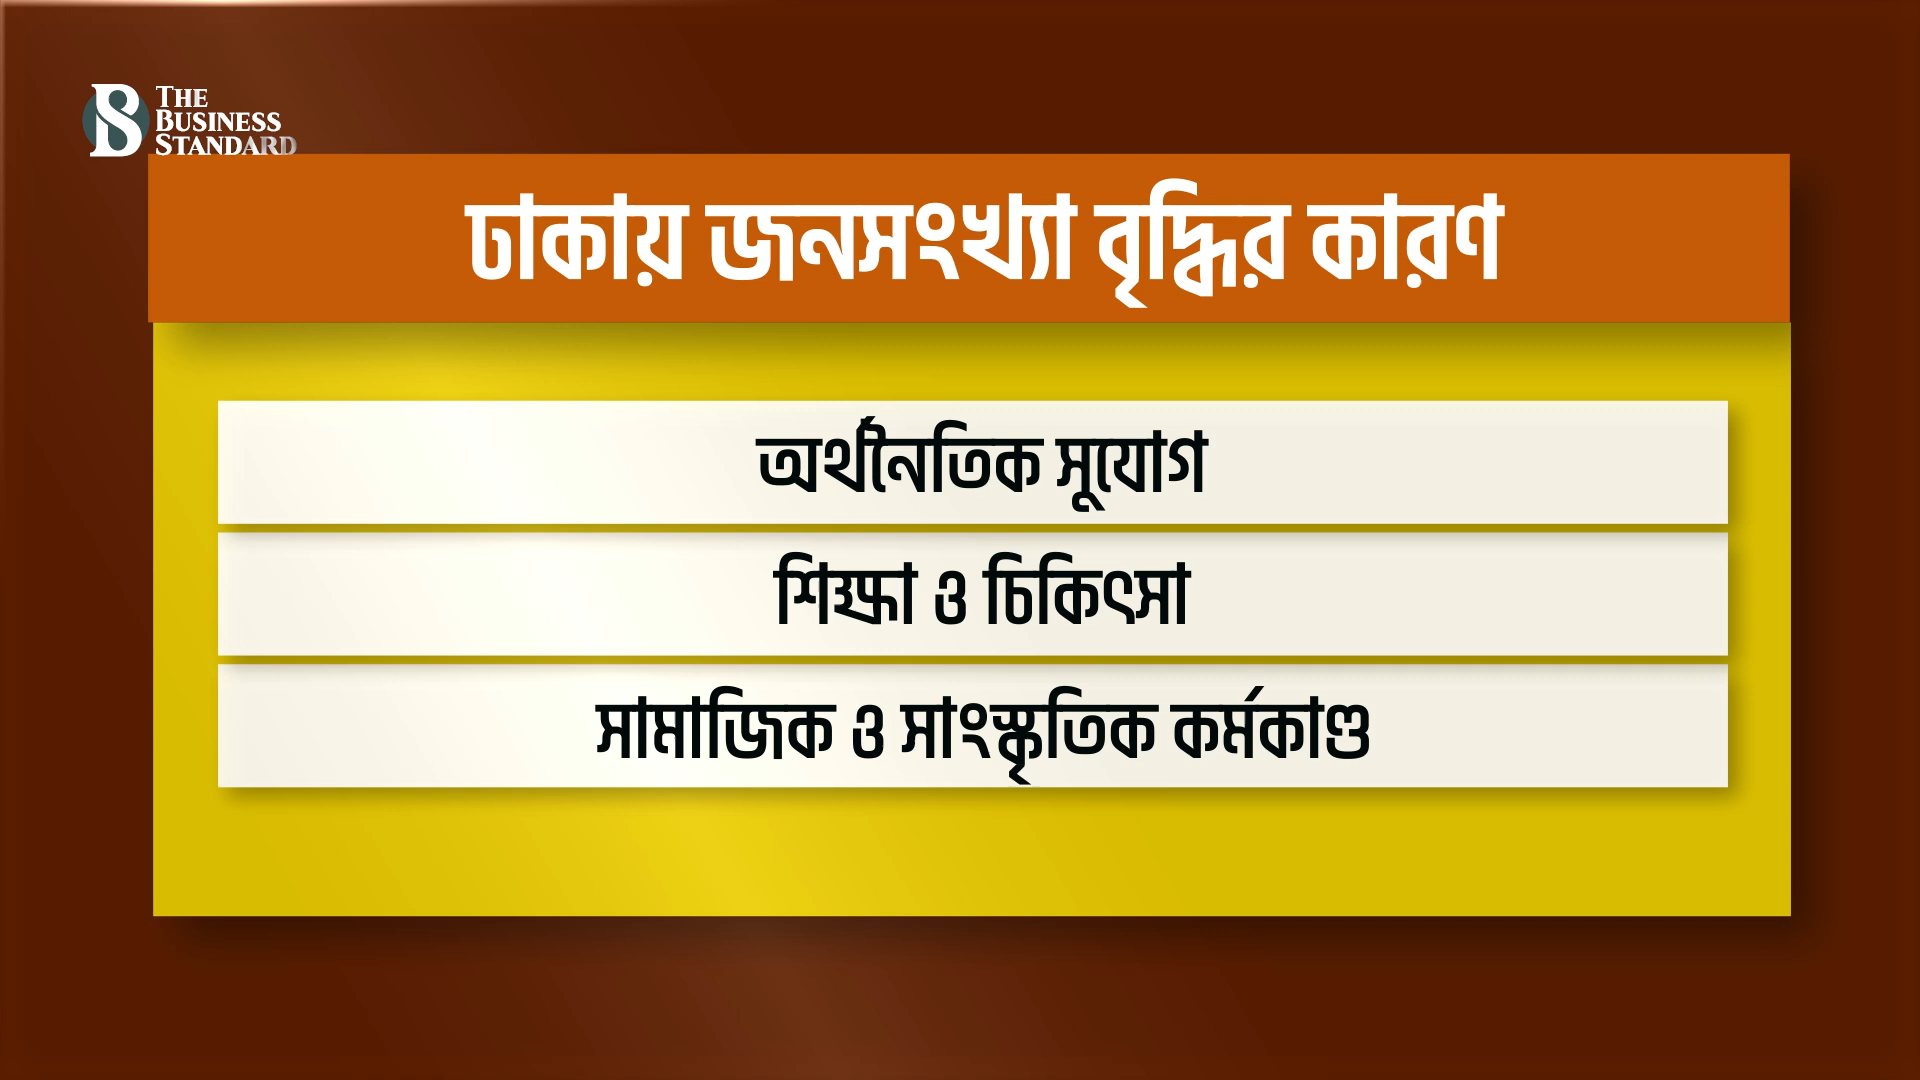 THE
BUSINESS
STANDARD
ঢাকায় জনসংখ্যা বৃদ্ধির কারণ
অর্থনৈতিক সূযোগ
শিক্ষা ও চিকিৎসা
সামাজিক ও সাংস্কৃতিক কর্মকাণ্ড